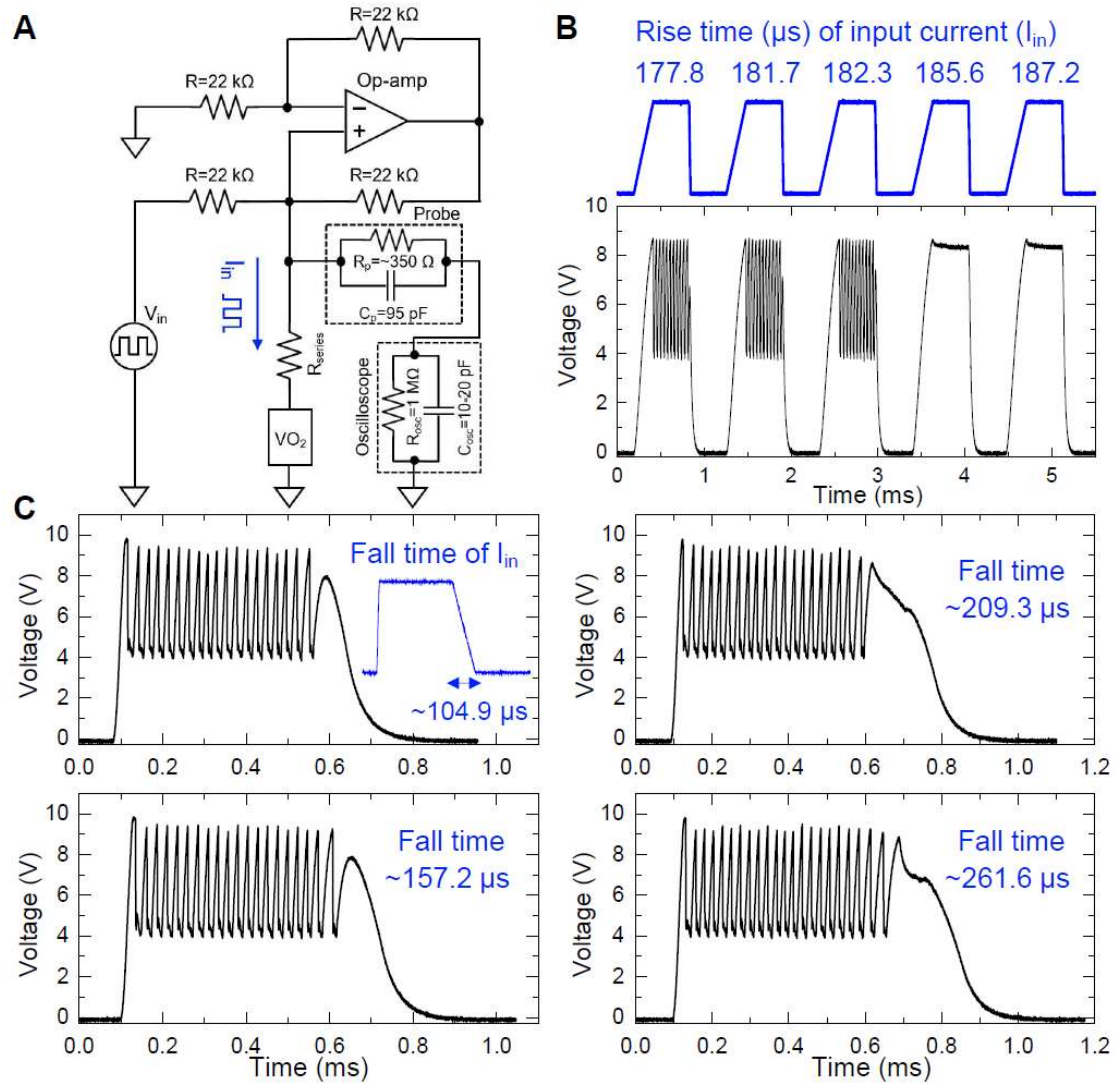 A
R=22 kΩ
R=22 kΩ
Op-amp
−
+
R=22 kΩ
R=22 kΩ
Probe
Rₚ=~350 Ω
Cₚ=95 pF
I_in
V_in
R_series
VO₂
Oscilloscope
R_osc=1 MΩ
C_osc=10-20 pF
B
Rise time (µs) of input current (I_in)
177.8 181.7 182.3 185.6 187.2
Voltage (V)
10
8
6
4
2
0
0 1 2 3 4 5
Time (ms)
C
Voltage (V)
10
8
6
4
2
0
Fall time of I_in
~104.9 µs
0.0 0.2 0.4 0.6 0.8 1.0
Voltage (V)
10
8
6
4
2
0
Fall time
~209.3 µs
0.0 0.2 0.4 0.6 0.8 1.0 1.2
Voltage (V)
10
8
6
4
2
0
Fall time
~157.2 µs
0.0 0.2 0.4 0.6 0.8 1.0
Time (ms)
Voltage (V)
10
8
6
4
2
0
Fall time
~261.6 µs
0.0 0.2 0.4 0.6 0.8 1.0 1.2
Time (ms)